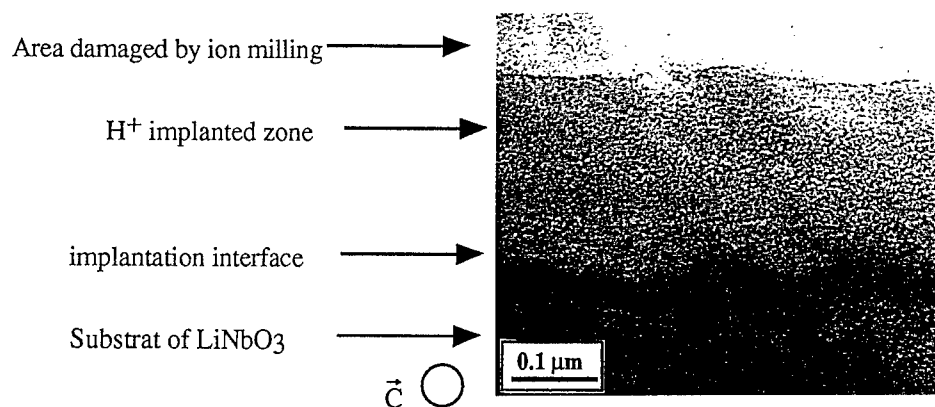 Area damaged by ion milling
H+ implanted zone
implantation interface
Substrat of LiNbO3
0.1 µm
C